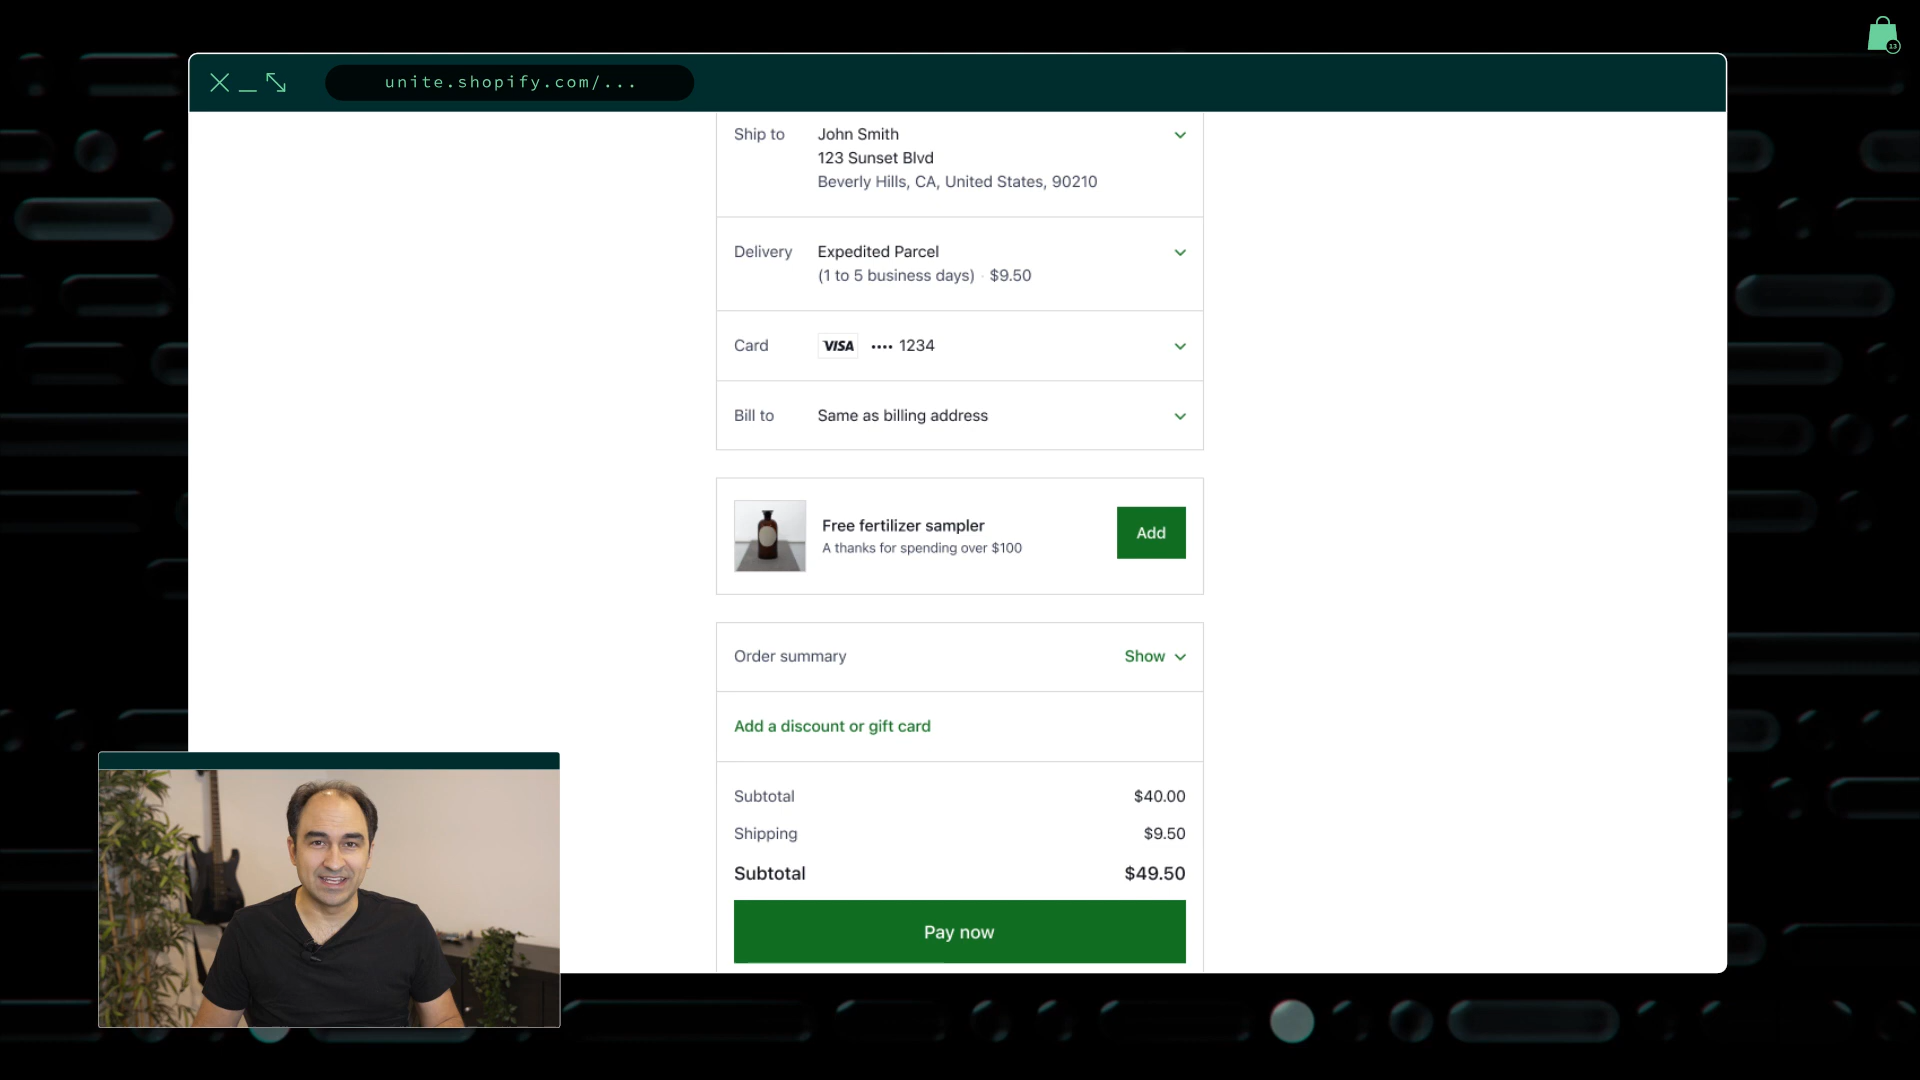 13
unite.shopify.com/...
Ship to
John Smith
123 Sunset Blvd
Beverly Hills, CA, United States, 90210
Delivery
Expedited Parcel
(1 to 5 business days) · $9.50
Card
VISA •••• 1234
Bill to
Same as billing address
Free fertilizer sampler
A thanks for spending over $100
Add
Order summary
Show
Add a discount or gift card
Subtotal $40.00
Shipping $9.50
Subtotal $49.50
Pay now